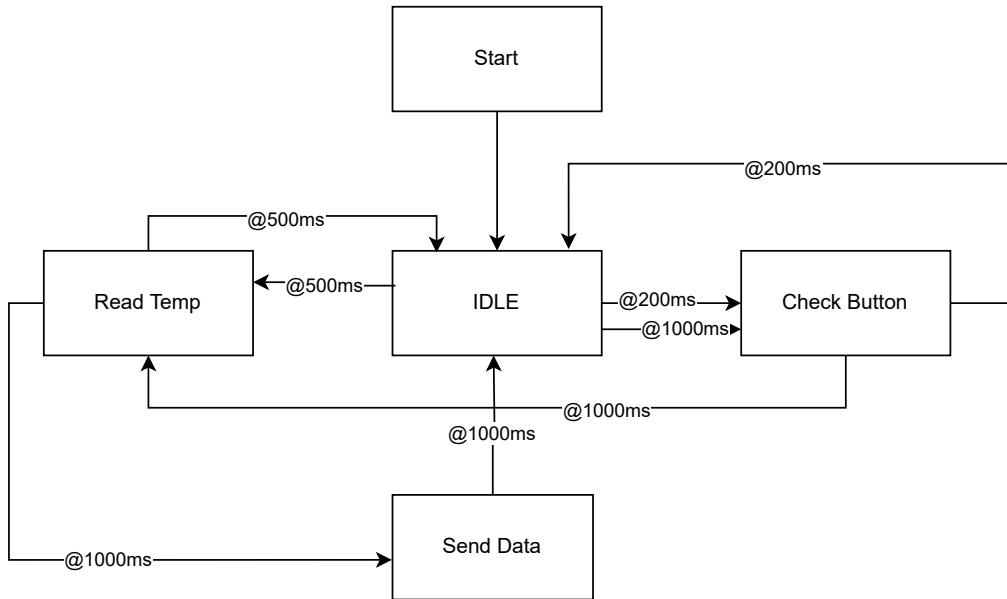 Start
@200ms
@500ms
Read Temp
@500ms
IDLE
@200ms
@1000ms
Check Button
@1000ms
@1000ms
Send Data
@1000ms